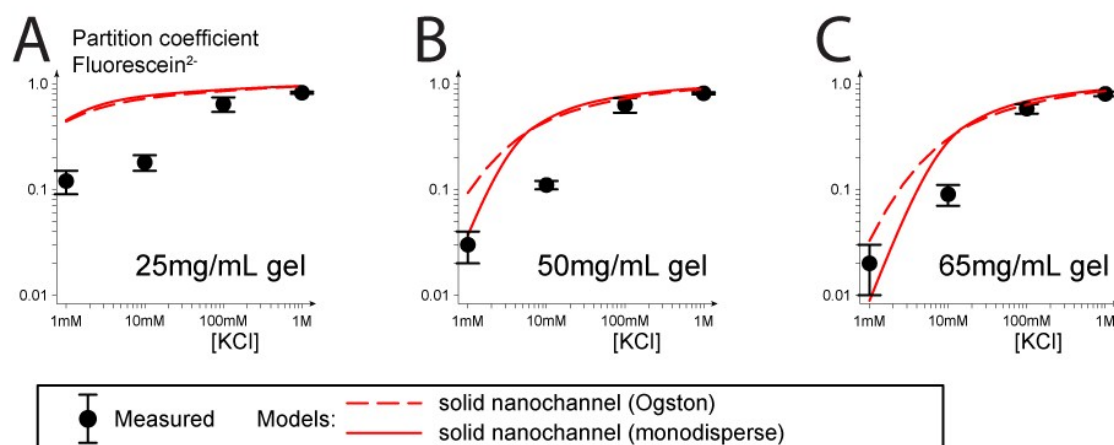 A
Partition coefficient
Fluorescein²⁻
1.0
0.1
0.01
25mg/mL gel
1mM 10mM 100mM 1M
[KCl]
B
1.0
0.1
0.01
50mg/mL gel
1mM 10mM 100mM 1M
[KCl]
C
1.0
0.1
0.01
65mg/mL gel
1mM 10mM 100mM 1M
[KCl]
Measured Models: solid nanochannel (Ogston)
solid nanochannel (monodisperse)